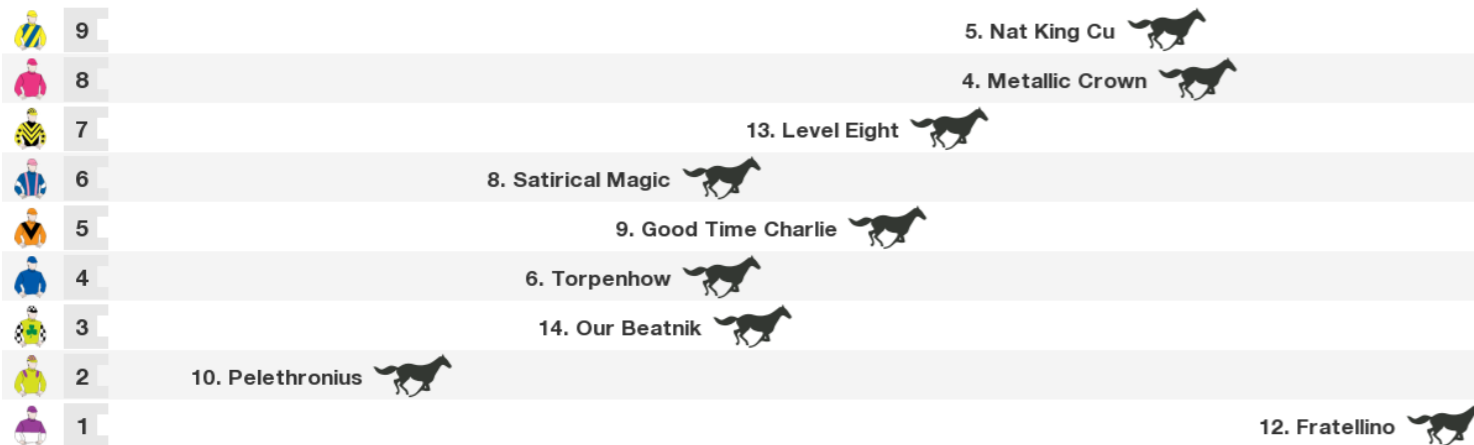 9 5. Nat King Cu
8 4. Metallic Crown
7 13. Level Eight
6 8. Satirical Magic
5 9. Good Time Charlie
4 6. Torpenhow
3 14. Our Beatnik
2 10. Pelethronius
1 12. Fratellino